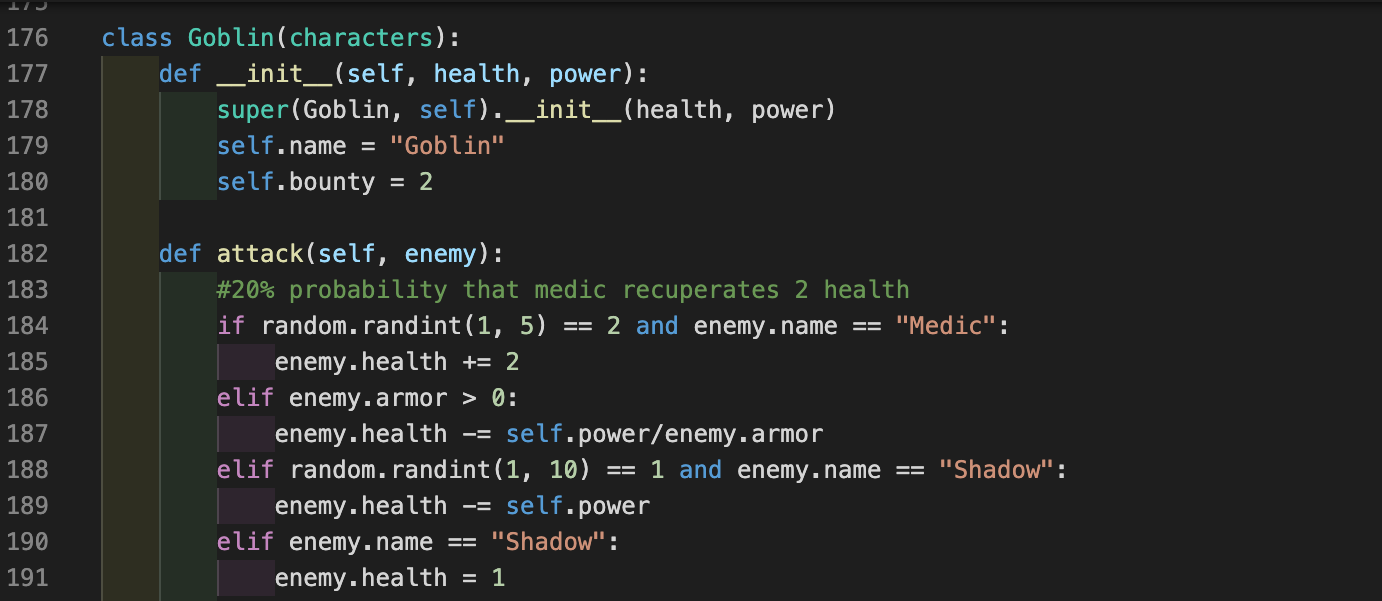 175
176 class Goblin(characters):
177 def __init__(self, health, power):
178 super(Goblin, self).__init__(health, power)
179 self.name = "Goblin"
180 self.bounty = 2
181
182 def attack(self, enemy):
183 #20% probability that medic recuperates 2 health
184 if random.randint(1, 5) == 2 and enemy.name == "Medic":
185 enemy.health += 2
186 elif enemy.armor > 0:
187 enemy.health -= self.power/enemy.armor
188 elif random.randint(1, 10) == 1 and enemy.name == "Shadow":
189 enemy.health -= self.power
190 elif enemy.name == "Shadow":
191 enemy.health = 1